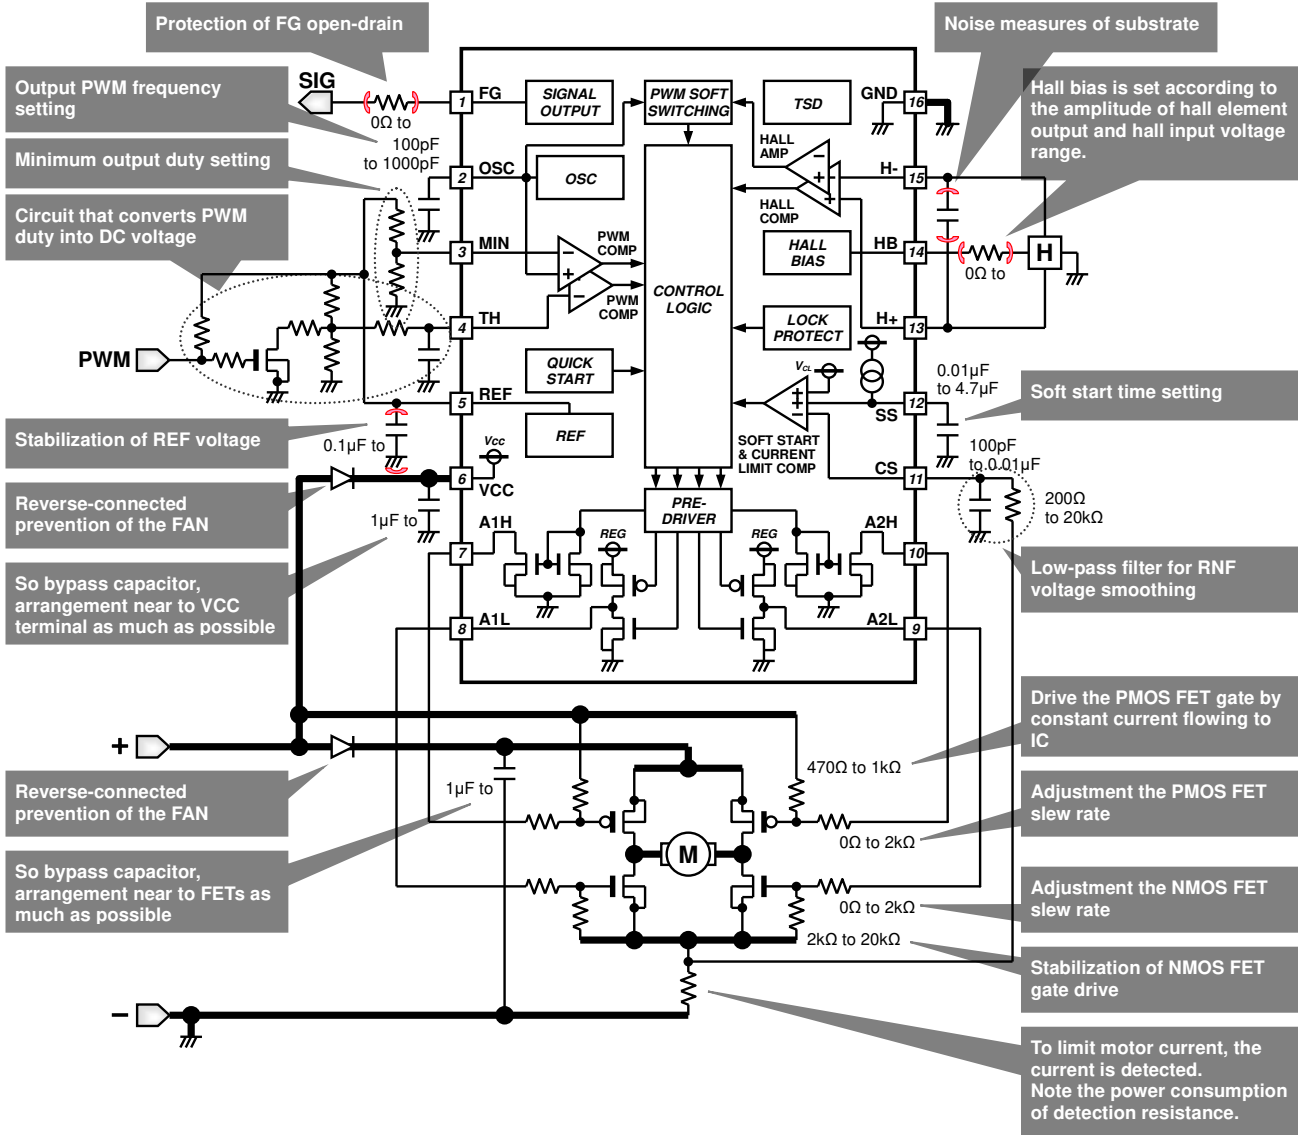 Protection of FG open-drain
Noise measures of substrate
Output PWM frequency
setting
SIG
Hall bias is set according to
the amplitude of hall element
output and hall input voltage
range.
0Ω to
1
FG
SIGNAL
OUTPUT
PWM SOFT
SWITCHING
TSD
GND
16
100pF
to 1000pF
Minimum output duty setting
2
OSC
OSC
HALL
AMP
HALL
COMP
H-
15
Circuit that converts PWM
duty into DC voltage
3
MIN
PWM
COMP
PWM
COMP
CONTROL
LOGIC
HALL
BIAS
HB
14
0Ω to
H
4
TH
LOCK
PROTECT
H+
13
PWM
QUICK
START
VCL
0.01µF
to 4.7µF
Soft start time setting
5
REF
REF
SS
12
Stabilization of REF voltage
0.1µF to
SOFT START
& CURRENT
LIMIT COMP
100pF
to 0.01µF
Vcc
6
VCC
CS
11
Reverse-connected
prevention of the FAN
1µF to
200Ω
to 20kΩ
PRE-
DRIVER
A1H
7
REG
REG
A2H
10
Low-pass filter for RNF
voltage smoothing
So bypass capacitor,
arrangement near to VCC
terminal as much as possible
8
A1L
A2L
9
Drive the PMOS FET gate by
constant current flowing to
IC
+
470Ω to 1kΩ
Reverse-connected
prevention of the FAN
1µF to
Adjustment the PMOS FET
slew rate
0Ω to 2kΩ
M
So bypass capacitor,
arrangement near to FETs as
much as possible
Adjustment the NMOS FET
slew rate
0Ω to 2kΩ
2kΩ to 20kΩ
Stabilization of NMOS FET
gate drive
–
To limit motor current, the
current is detected.
Note the power consumption
of detection resistance.